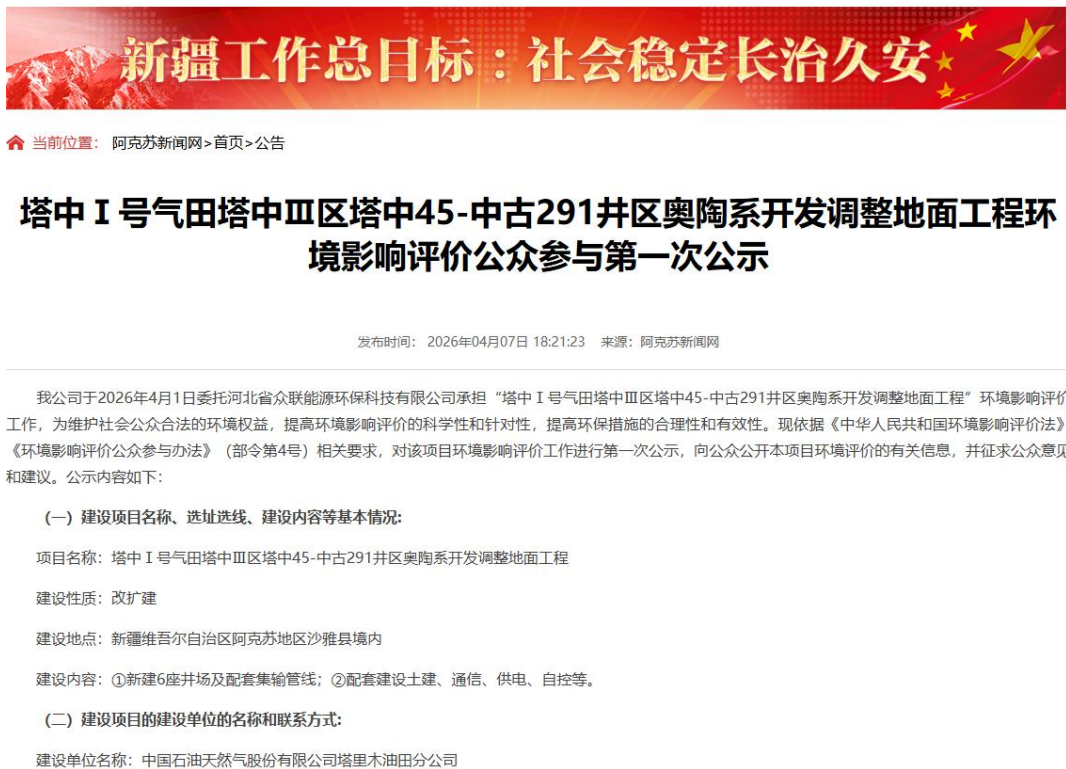 新疆工作总目标：社会稳定长治久安
当前位置： 阿克苏新闻网>首页>公告
塔中Ⅰ号气田塔中Ⅲ区塔中45-中古291井区奥陶系开发调整地面工程环
境影响评价公众参与第一次公示
发布时间： 2026年04月07日 18:21:23 来源：阿克苏新闻网
我公司于2026年4月1日委托河北省众联能源环保科技有限公司承担“塔中Ⅰ号气田塔中Ⅲ区塔中45-中古291井区奥陶系开发调整地面工程”环境影响评价
工作，为维护社会公众合法的环境权益，提高环境影响评价的科学性和针对性，提高环保措施的合理性和有效性。现依据《中华人民共和国环境影响评价法》
《环境影响评价公众参与办法》（部令第4号）相关要求，对该项目环境影响评价工作进行第一次公示，向公众公开本项目环境评价的有关信息，并征求公众意见
和建议。公示内容如下：
（一）建设项目名称、选址选线、建设内容等基本情况:
项目名称：塔中Ⅰ号气田塔中Ⅲ区塔中45-中古291井区奥陶系开发调整地面工程
建设性质：改扩建
建设地点：新疆维吾尔自治区阿克苏地区沙雅县境内
建设内容：①新建6座井场及配套集输管线；②配套建设土建、通信、供电、自控等。
（二）建设项目的建设单位的名称和联系方式:
建设单位名称：中国石油天然气股份有限公司塔里木油田分公司